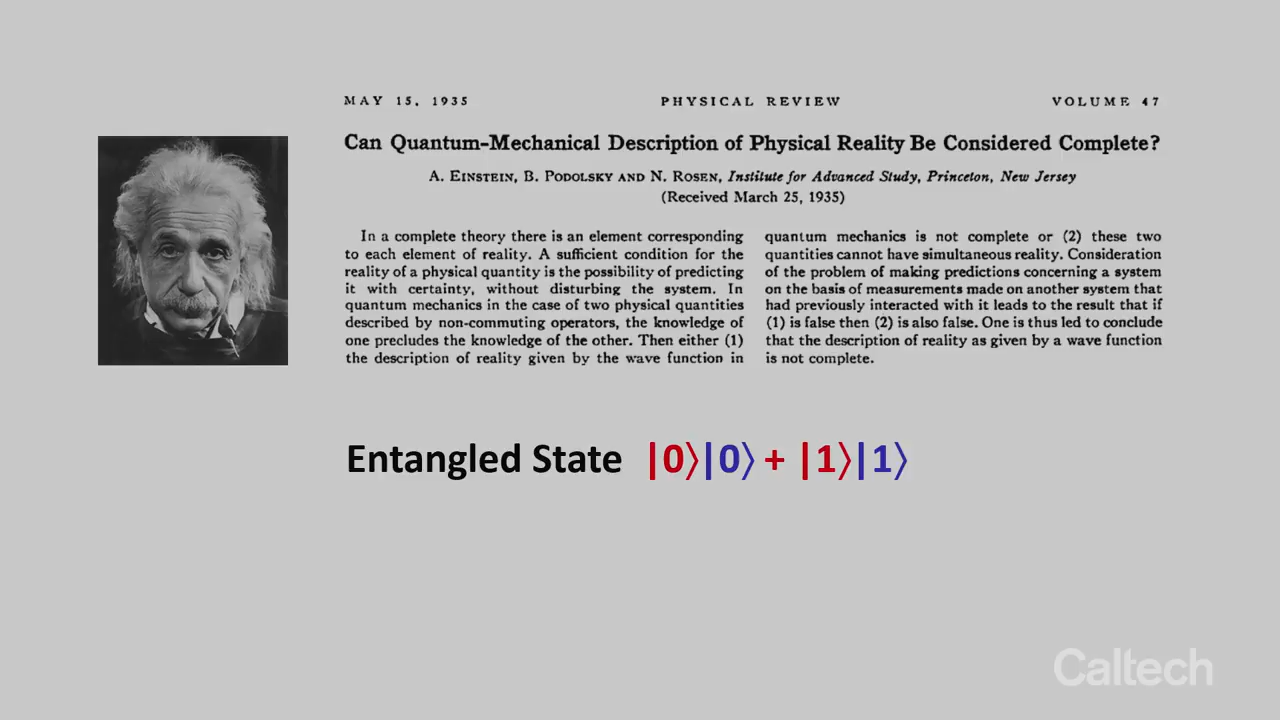 MAY 15, 1935 PHYSICAL REVIEW VOLUME 47
Can Quantum-Mechanical Description of Physical Reality Be Considered Complete?
A. EINSTEIN, B. PODOLSKY AND N. ROSEN, Institute for Advanced Study, Princeton, New Jersey
(Received March 25, 1935)
In a complete theory there is an element corresponding
to each element of reality. A sufficient condition for the
reality of a physical quantity is the possibility of predicting
it with certainty, without disturbing the system. In
quantum mechanics in the case of two physical quantities
described by non-commuting operators, the knowledge of
one precludes the knowledge of the other. Then either (1)
the description of reality given by the wave function in
quantum mechanics is not complete or (2) these two
quantities cannot have simultaneous reality. Consideration
of the problem of making predictions concerning a system
on the basis of measurements made on another system that
had previously interacted with it leads to the result that if
(1) is false then (2) is also false. One is thus led to conclude
that the description of reality as given by a wave function
is not complete.
Entangled State |0⟩|0⟩ + |1⟩|1⟩
Caltech